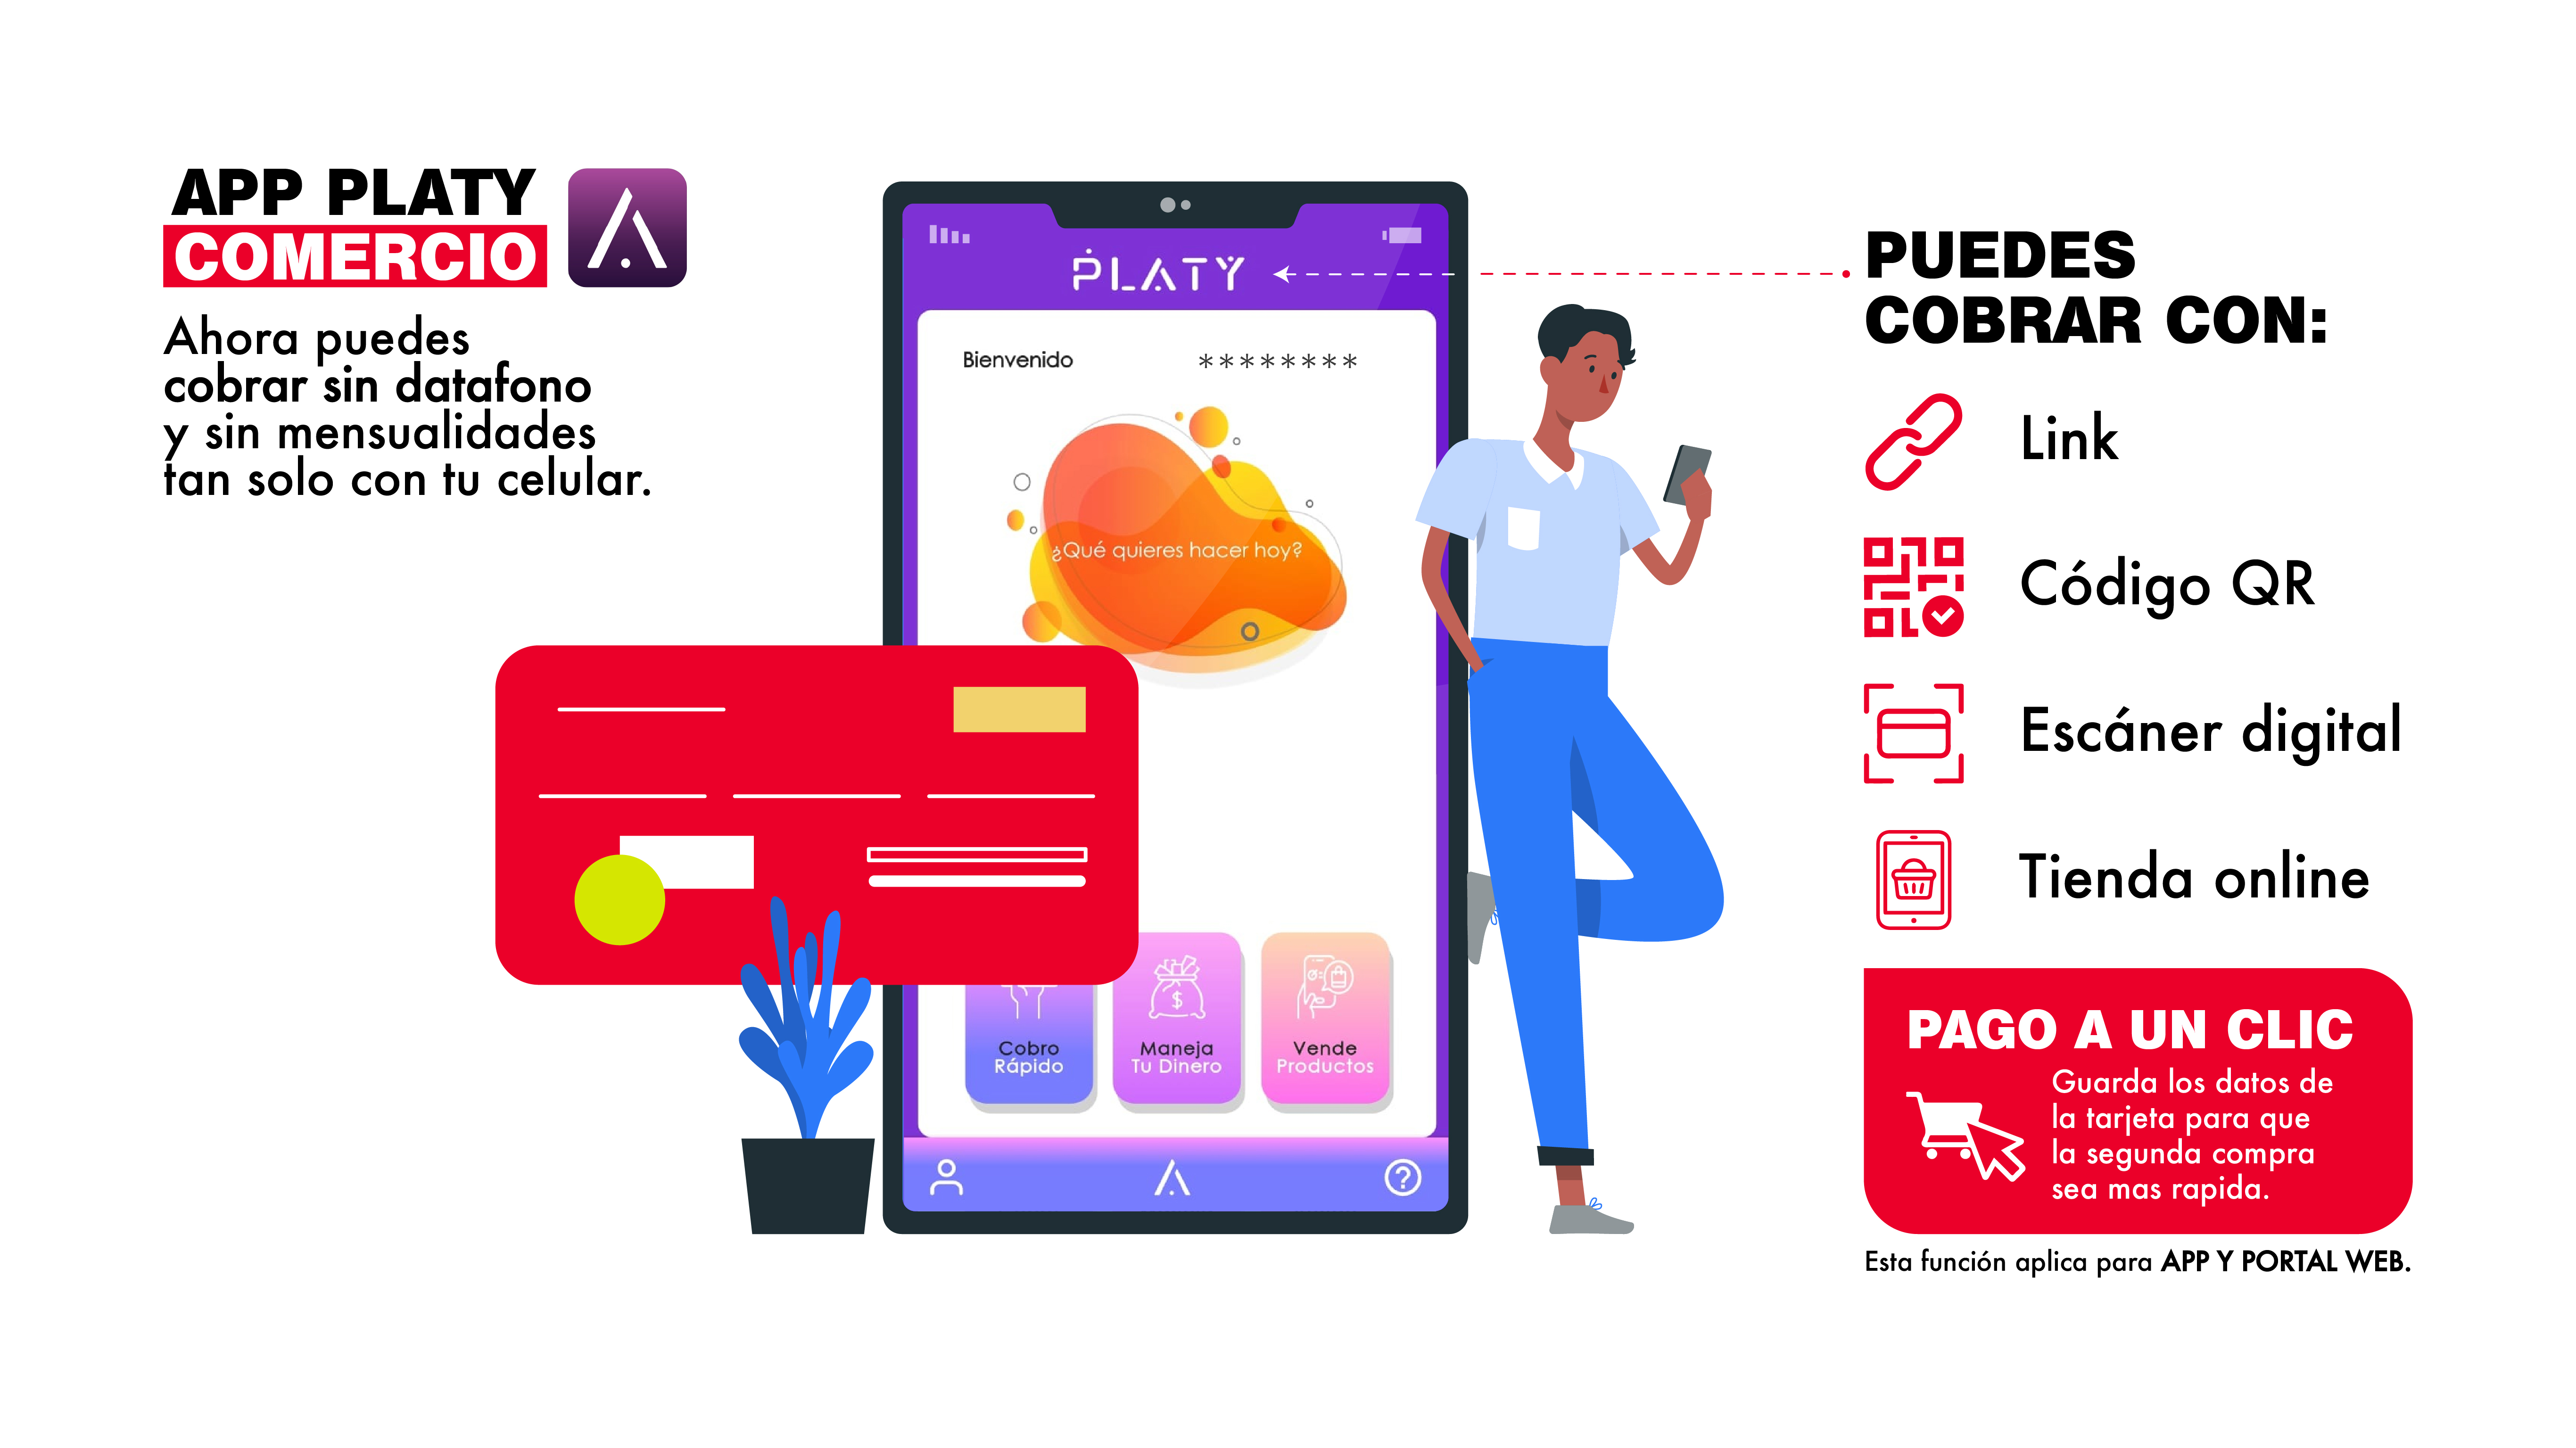 APP PLATY
COMERCIO
Ahora puedes
cobrar sin datafono
y sin mensualidades
tan solo con tu celular.
PLATY
Bienvenido ********
¿Qué quieres hacer hoy?
Cobro
Rápido
Maneja
Tu Dinero
Vende
Productos
PUEDES
COBRAR CON:
Link
Código QR
Escáner digital
Tienda online
PAGO A UN CLIC
Guarda los datos de
la tarjeta para que
la segunda compra
sea mas rapida.
Esta función aplica para APP Y PORTAL WEB.